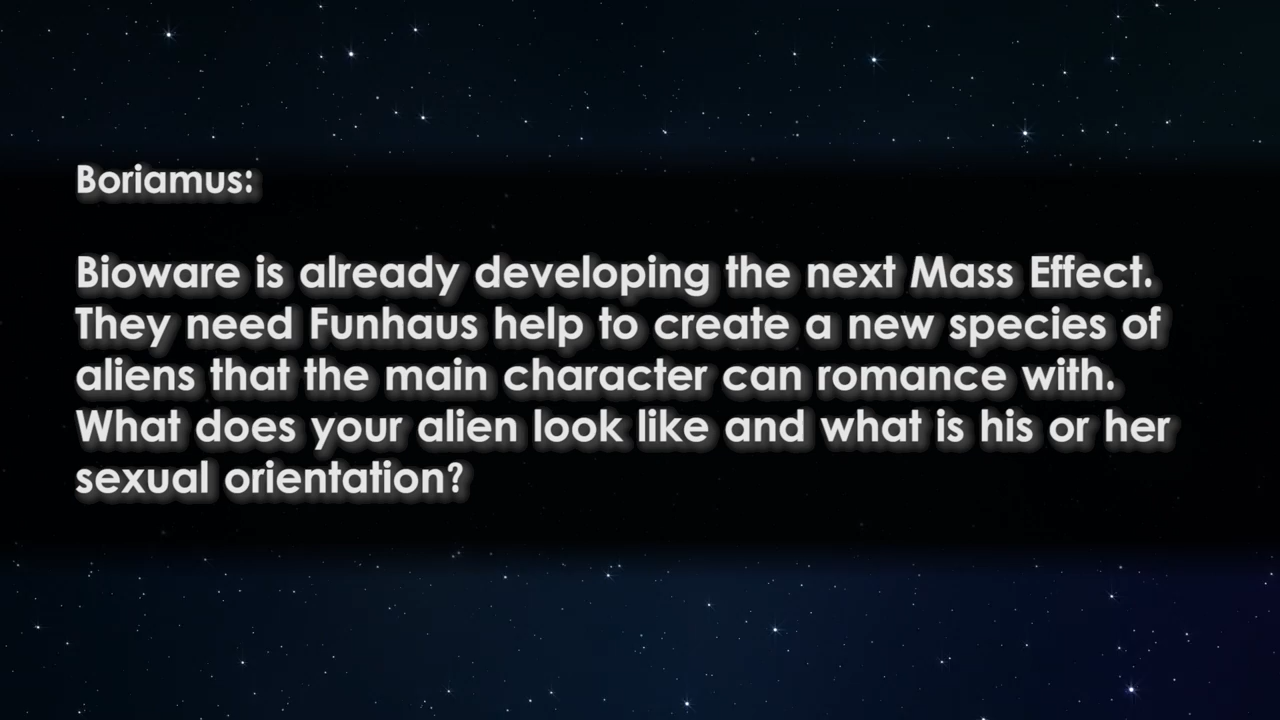 Boriamus:
Bioware is already developing the next Mass Effect.
They need Funhaus help to create a new species of
aliens that the main character can romance with.
What does your alien look like and what is his or her
sexual orientation?